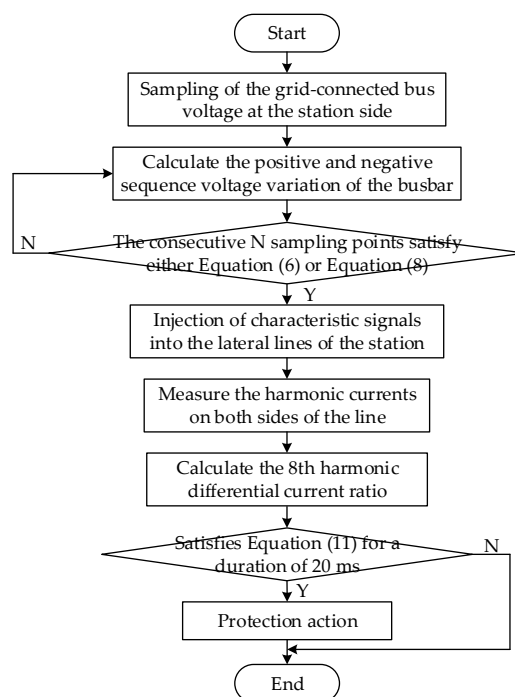 Start
Sampling of the grid-connected bus
voltage at the station side
Calculate the positive and negative
sequence voltage variation of the busbar
N
The consecutive N sampling points satisfy
either Equation (6) or Equation (8)
Y
Injection of characteristic signals
into the lateral lines of the station
Measure the harmonic currents
on both sides of the line
Calculate the 8th harmonic
differential current ratio
Satisfies Equation (11) for a
duration of 20 ms
N
Y
Protection action
End